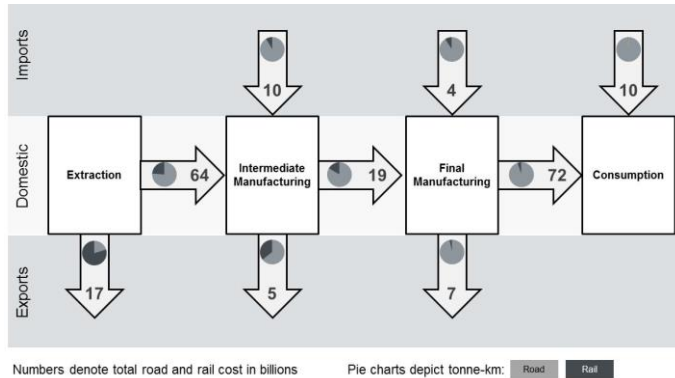 Imports
10
4
10
Domestic
Extraction
64
Intermediate
Manufacturing
19
Final
Manufacturing
72
Consumption
Exports
17
5
7
Numbers denote total road and rail cost in billions
Pie charts depict tonne-km:
Road
Rail